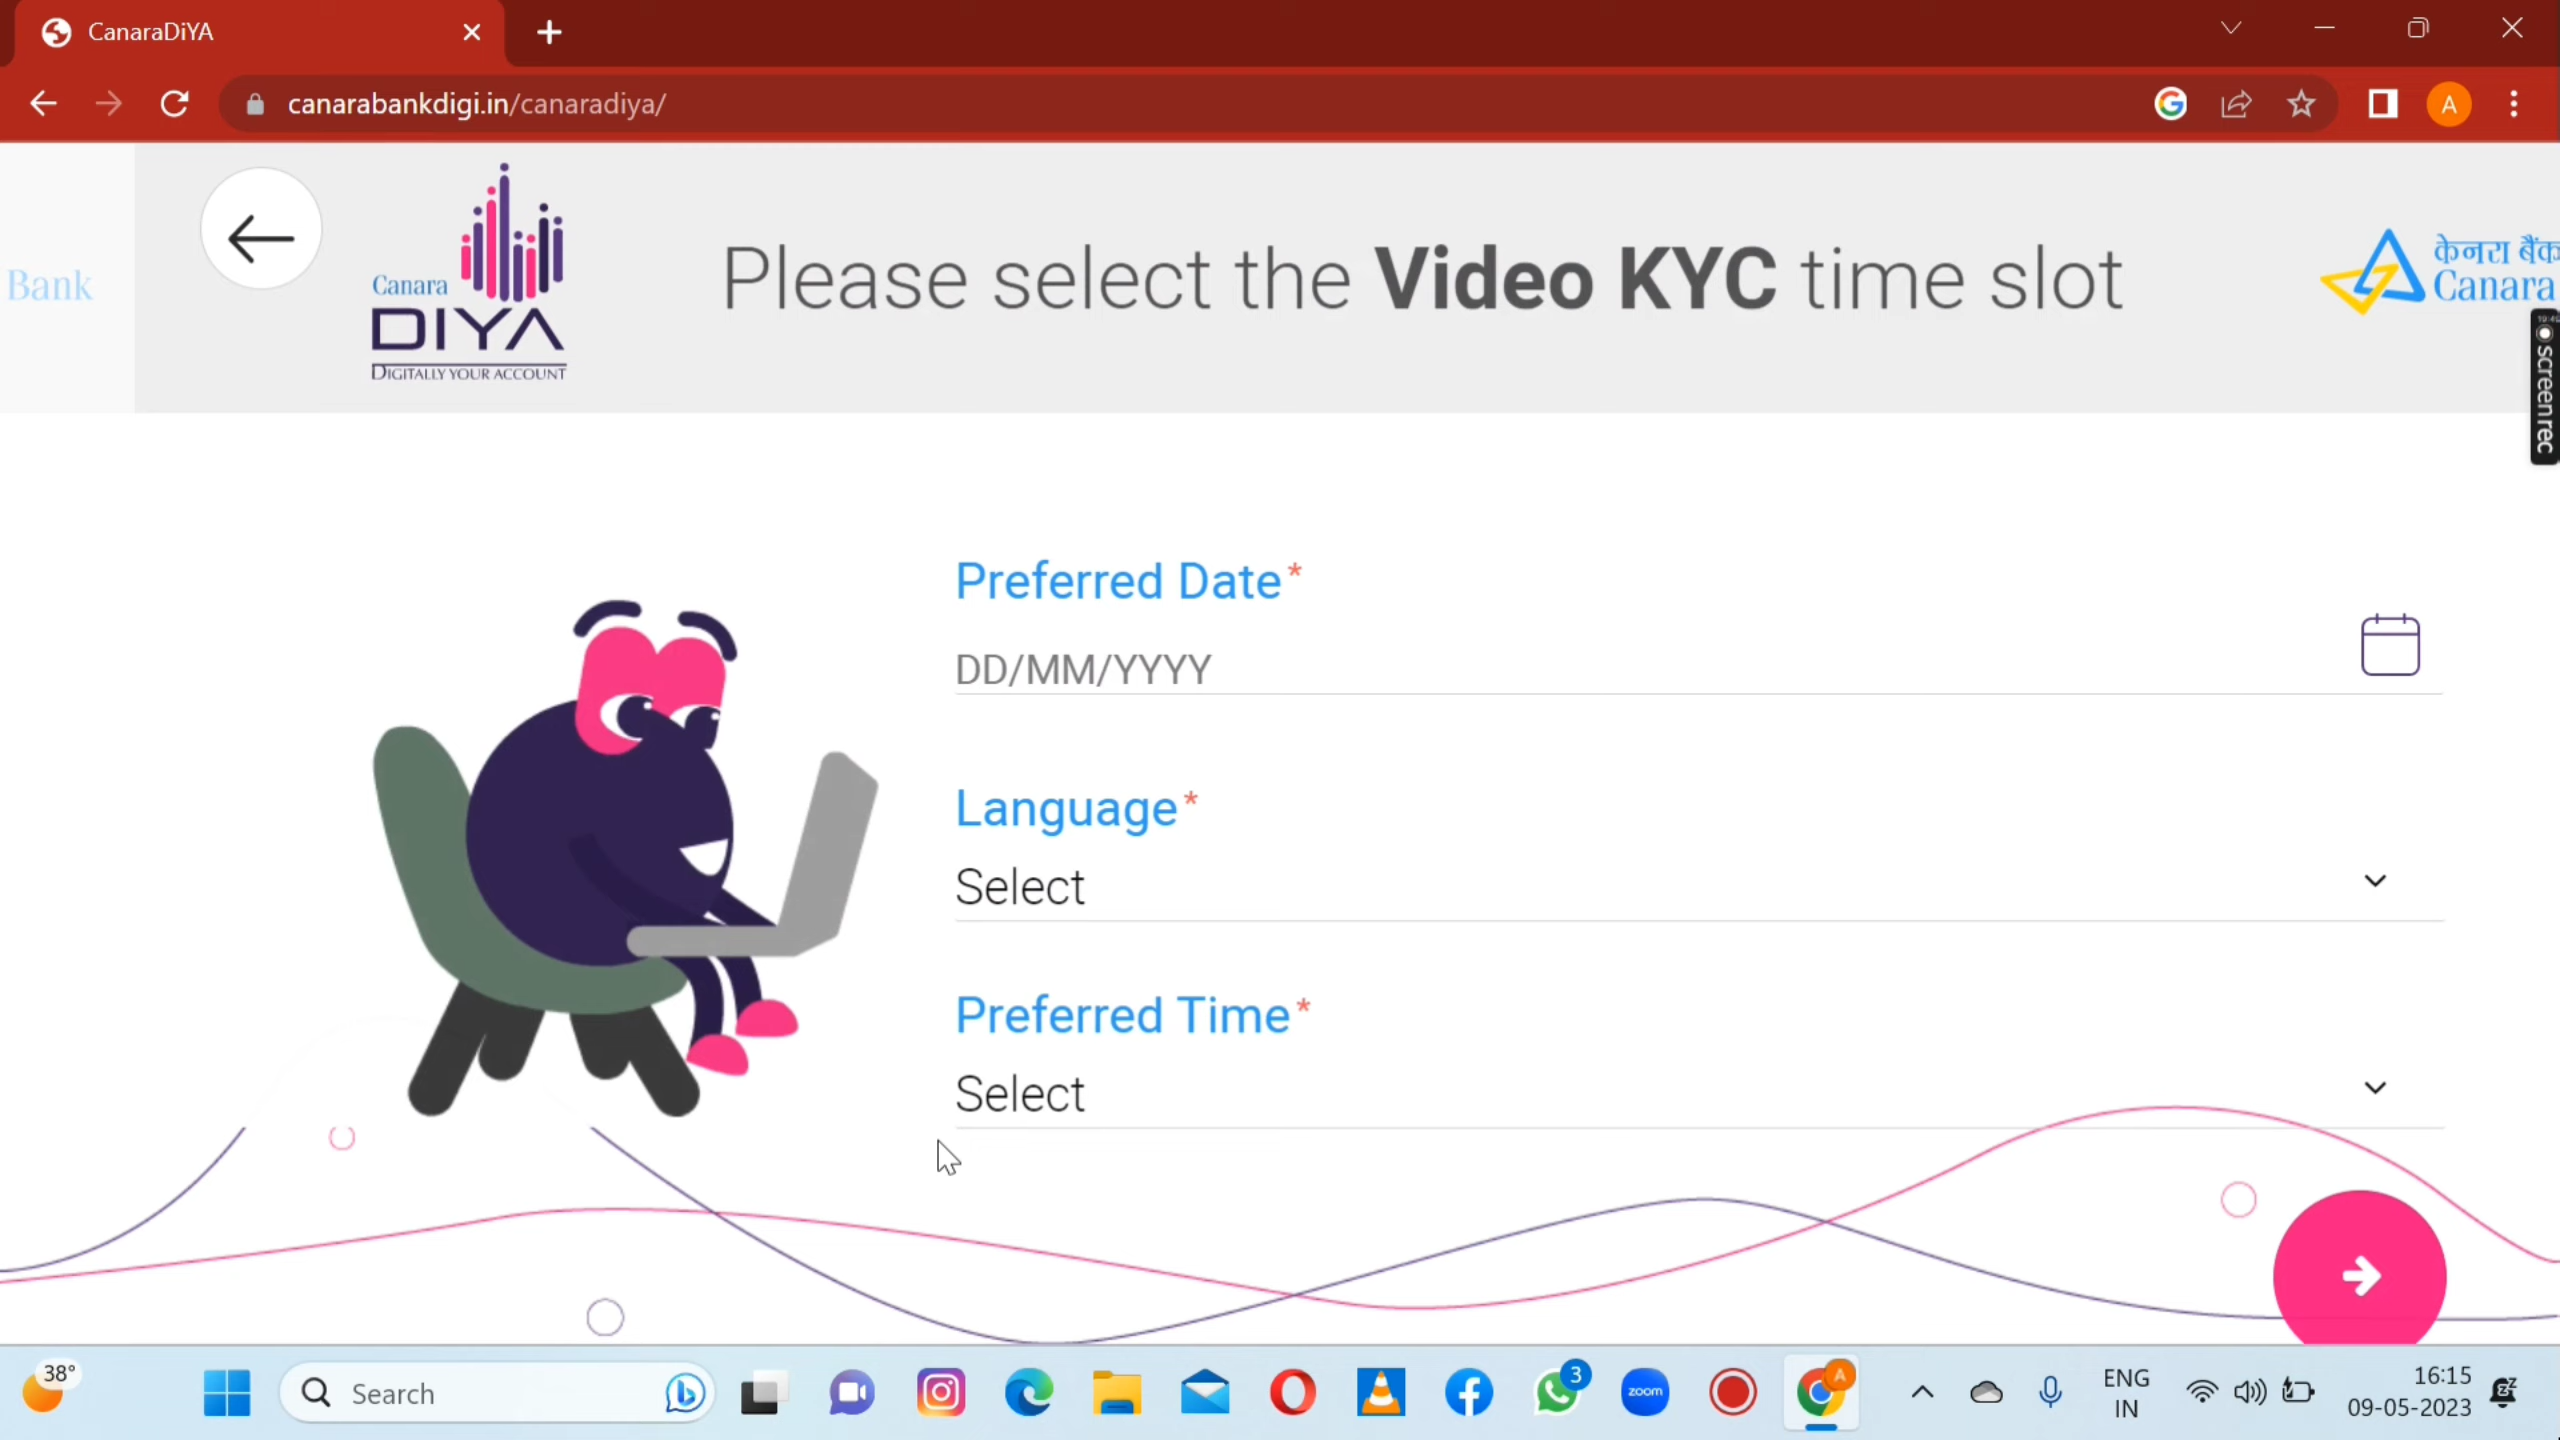 CanaraDiYA
canarabankdigi.in/canaradiya/
A
Bank
Canara
DIYA
DIGITALLY YOUR ACCOUNT
Please select the Video KYC time slot
केनरा बैंक
Canara
screenrec
Preferred Date*
DD/MM/YYYY
Language*
Select
Preferred Time*
Select
38°
Search
3
zoom
A
ENG
IN
16:15
09-05-2023